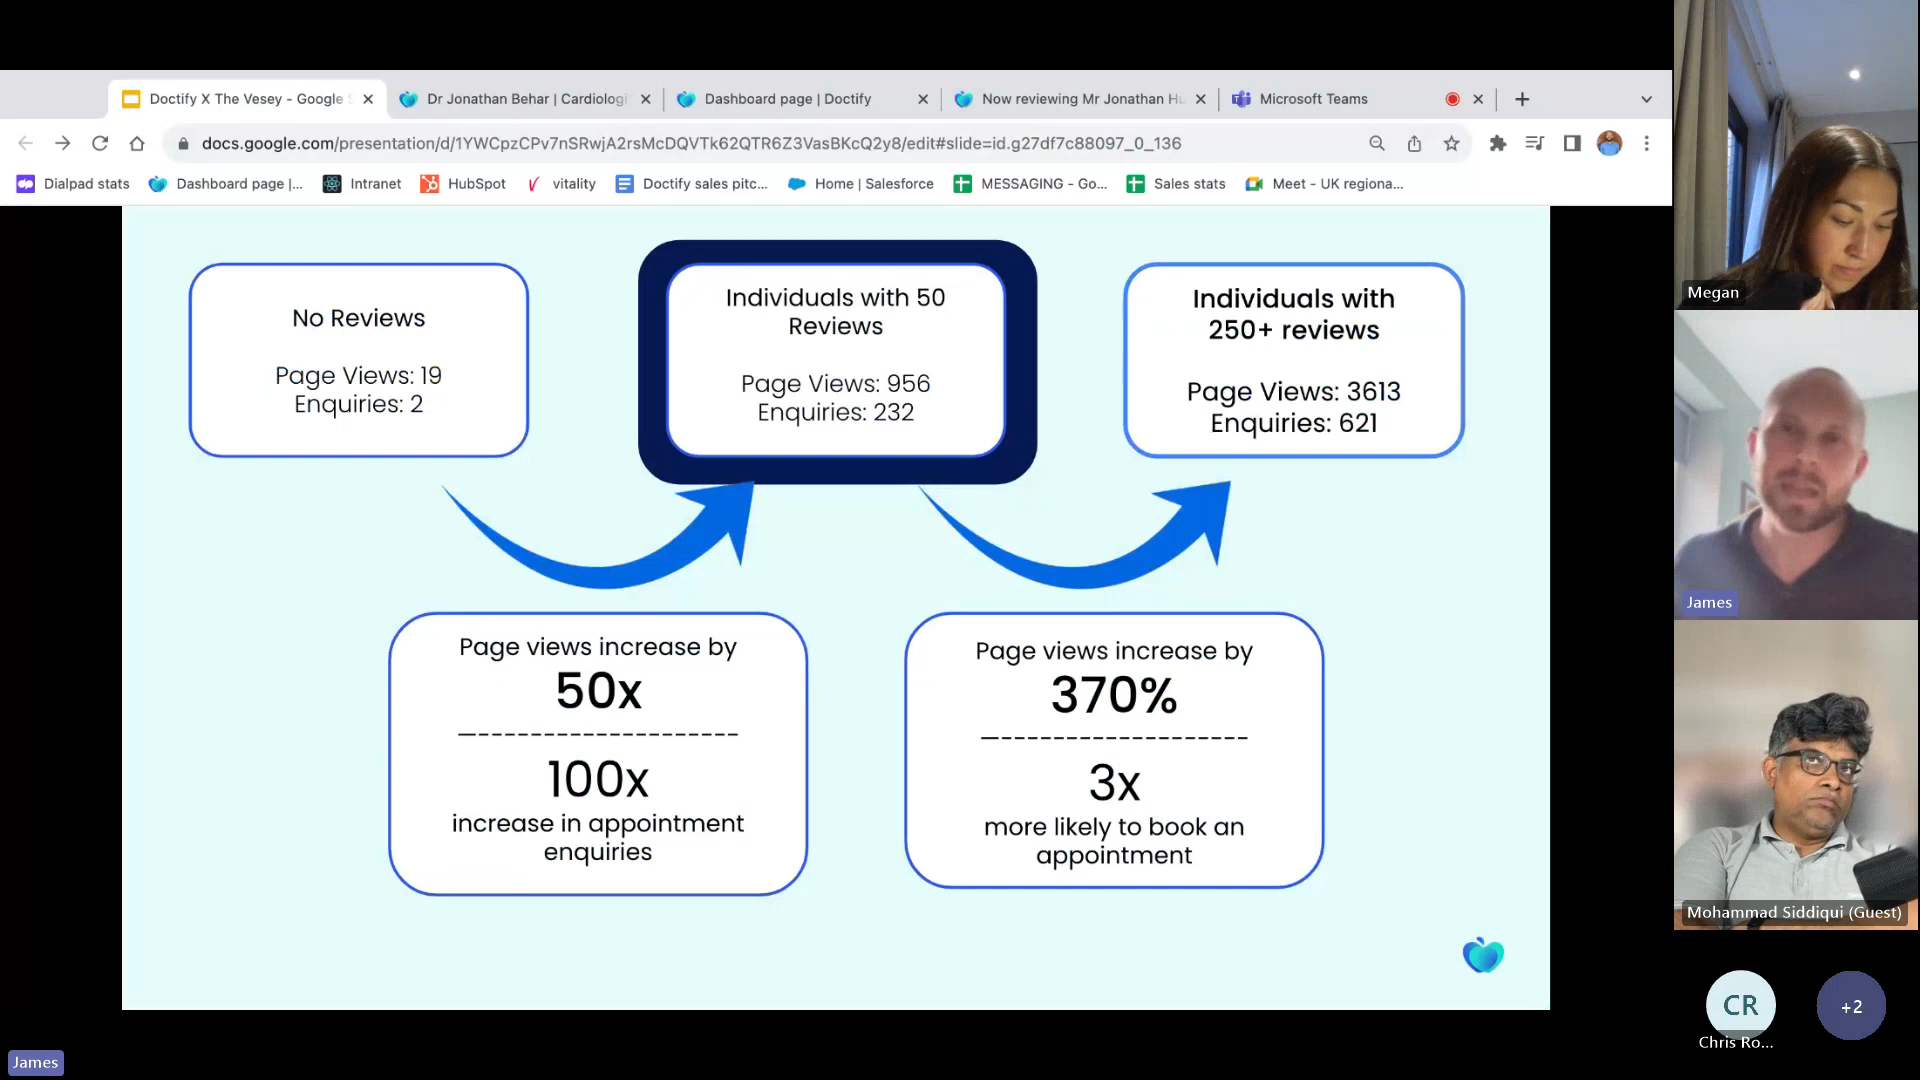 Doctify X The Vesey - Google S
Dr Jonathan Behar | Cardiologi
Dashboard page | Doctify
Now reviewing Mr Jonathan Hu
Microsoft Teams
docs.google.com/presentation/d/1YWCpzCPv7nSRwjA2rsMcDQVTk62QTR6Z3VasBKcQ2y8/edit#slide=id.g27df7c88097_0_136
Dialpad stats
Dashboard page |...
Intranet
HubSpot
vitality
Doctify sales pitc...
Home | Salesforce
MESSAGING - Go...
Sales stats
Meet - UK regiona...
No Reviews
Page Views: 19
Enquiries: 2
Individuals with 50
Reviews
Page Views: 956
Enquiries: 232
Individuals with
250+ reviews
Page Views: 3613
Enquiries: 621
Page views increase by
50x
100x
increase in appointment
enquiries
Page views increase by
370%
3x
more likely to book an
appointment
Megan
James
Mohammad Siddiqui (Guest)
CR
+2
Chris Ro...
James